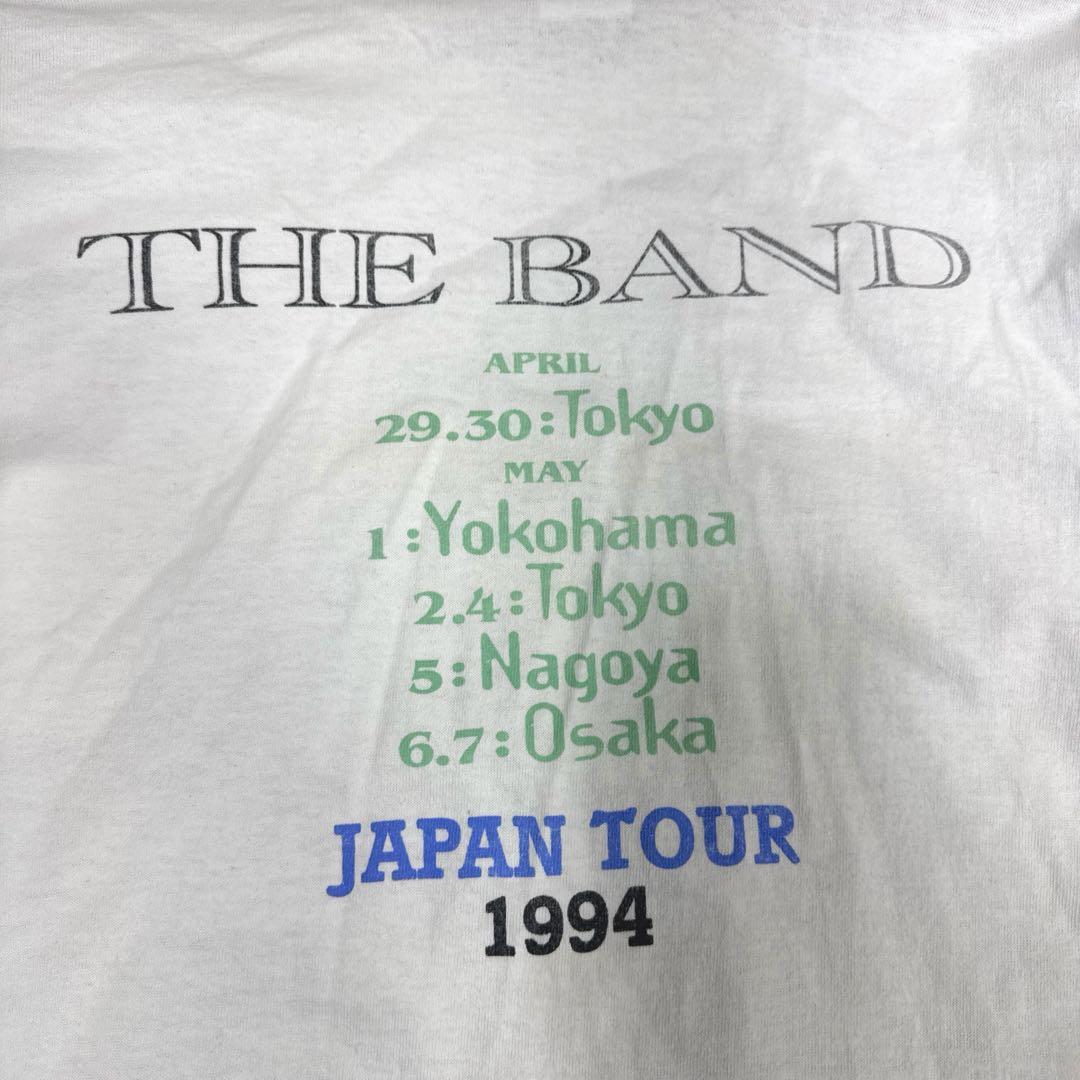 THE BAND
APRIL
29.30:Tokyo
MAY
1:Yokohama
2.4:Tokyo
5:Nagoya
6.7:Osaka
JAPAN TOUR
1994